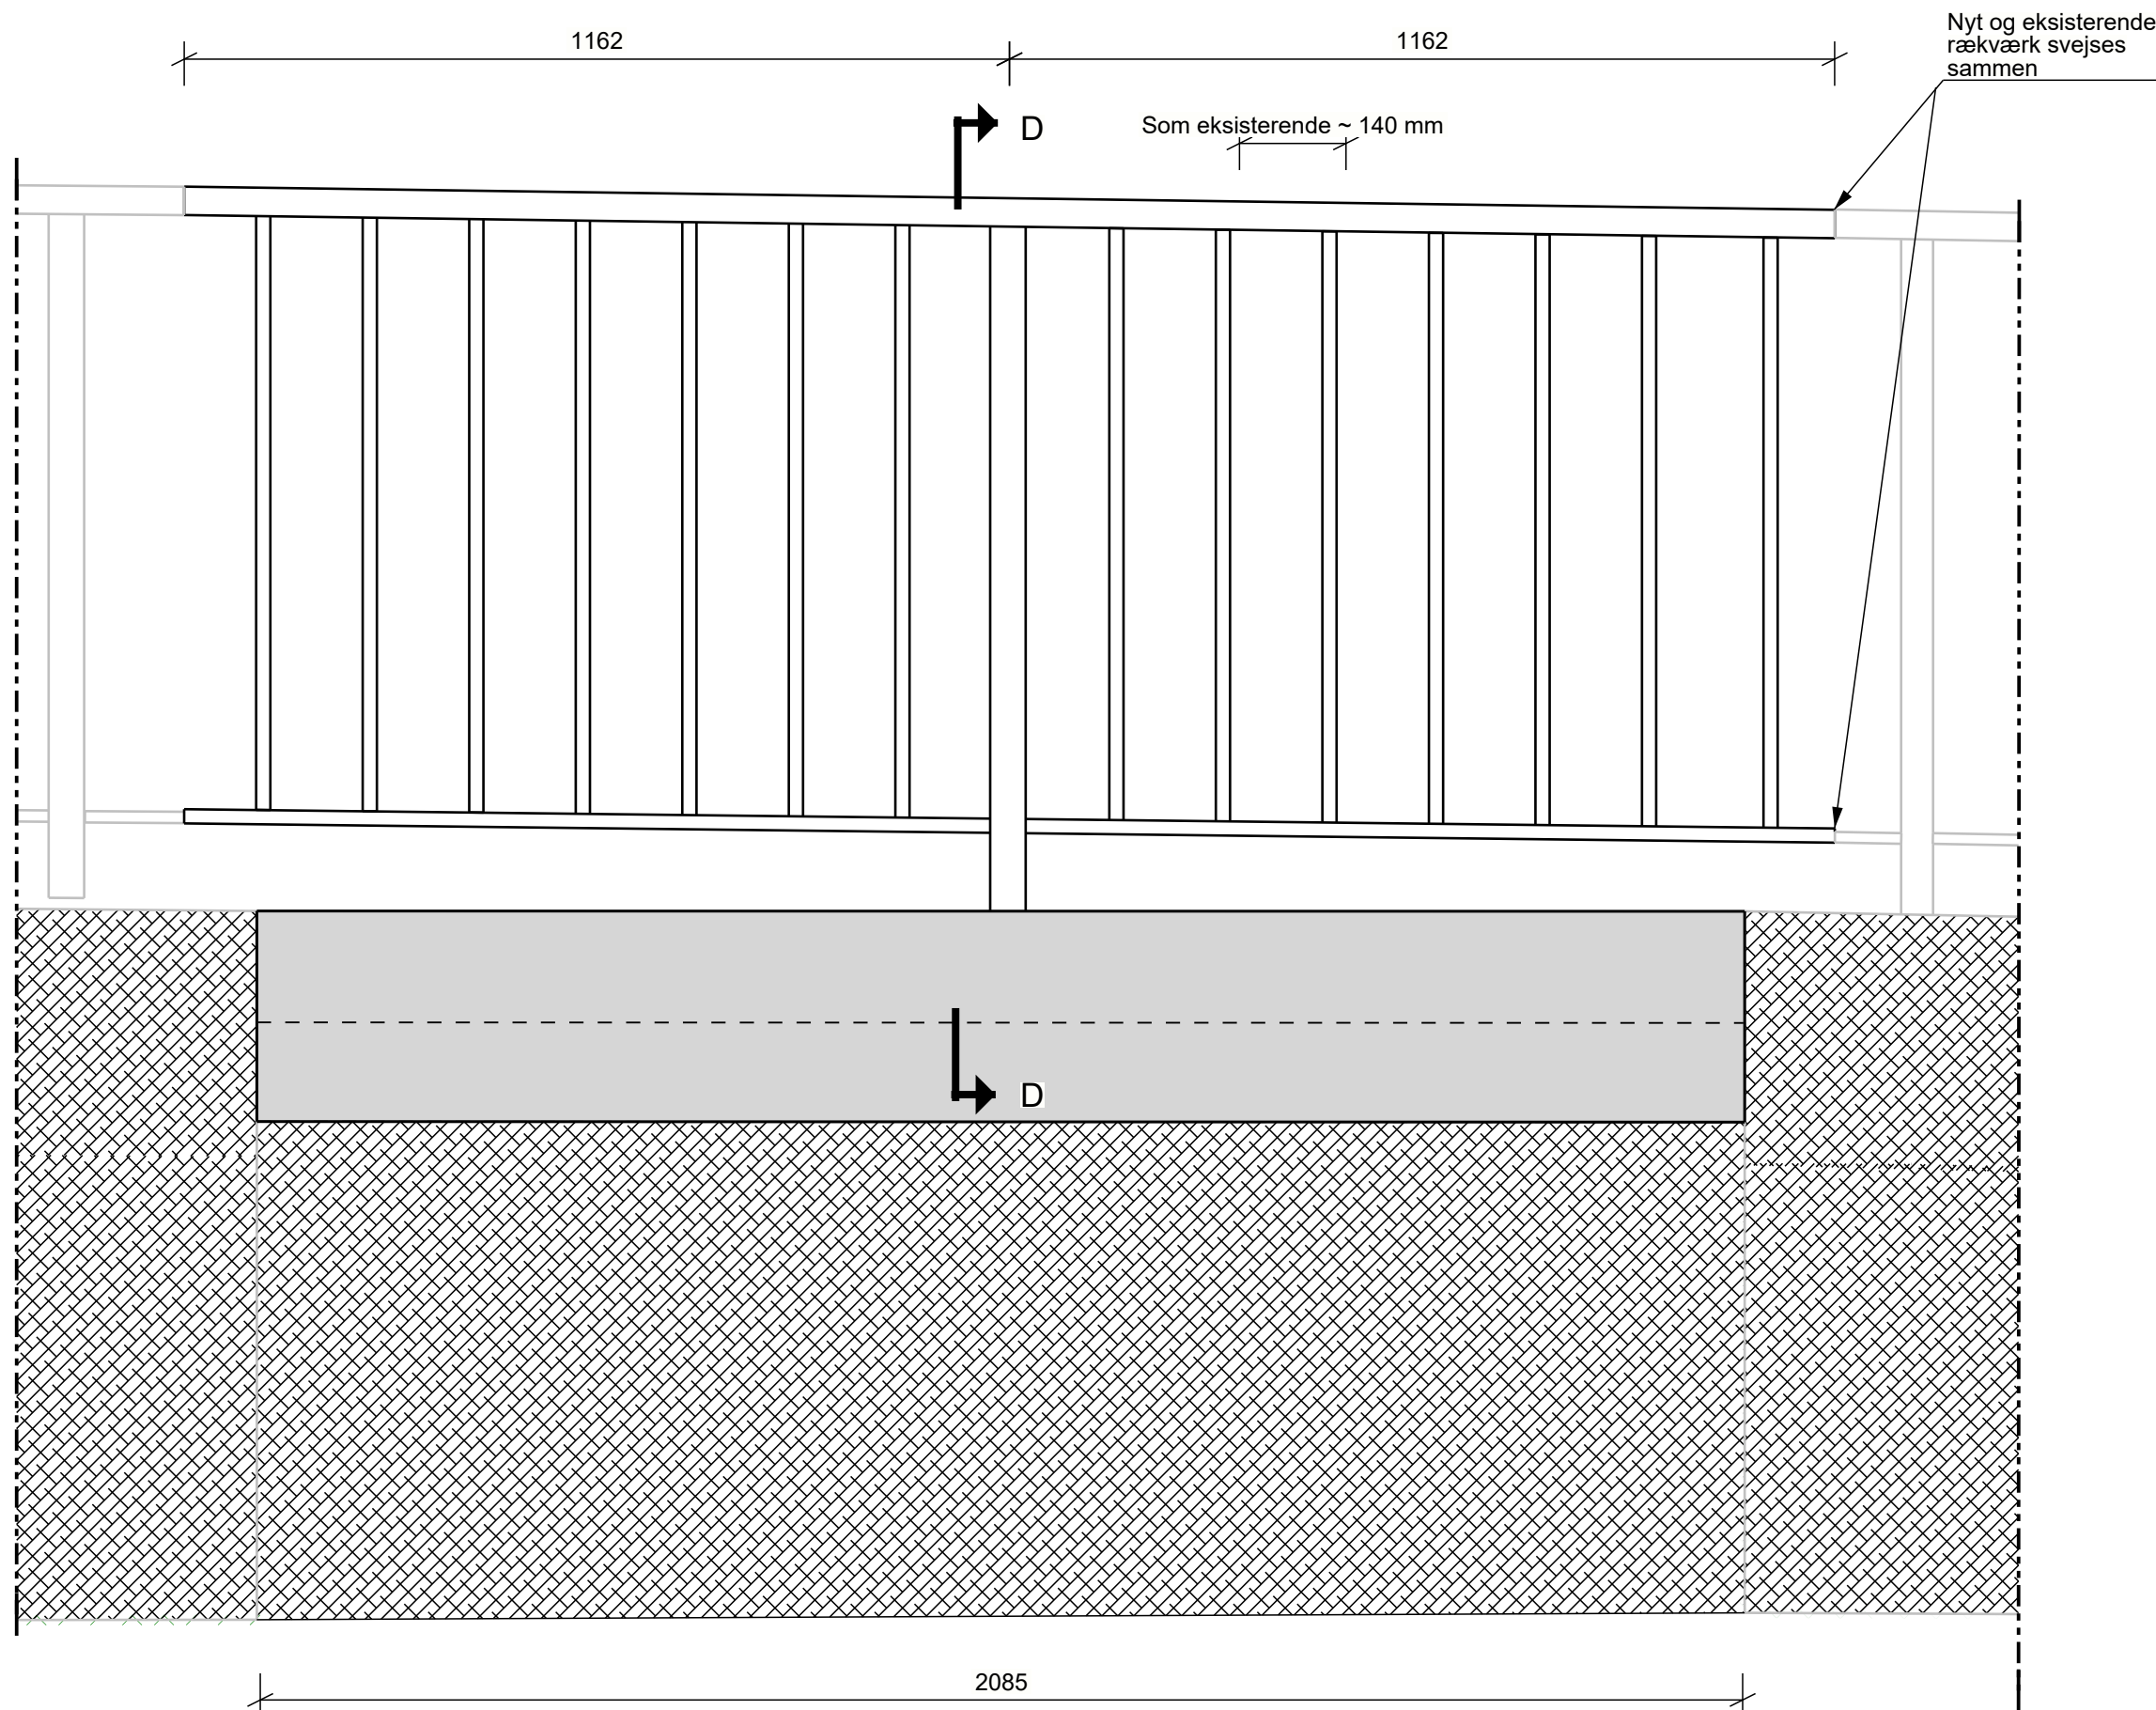 1162
1162
Nyt og eksisterende
rækværk svejses
sammen
D
Som eksisterende ~ 140 mm
D
2085